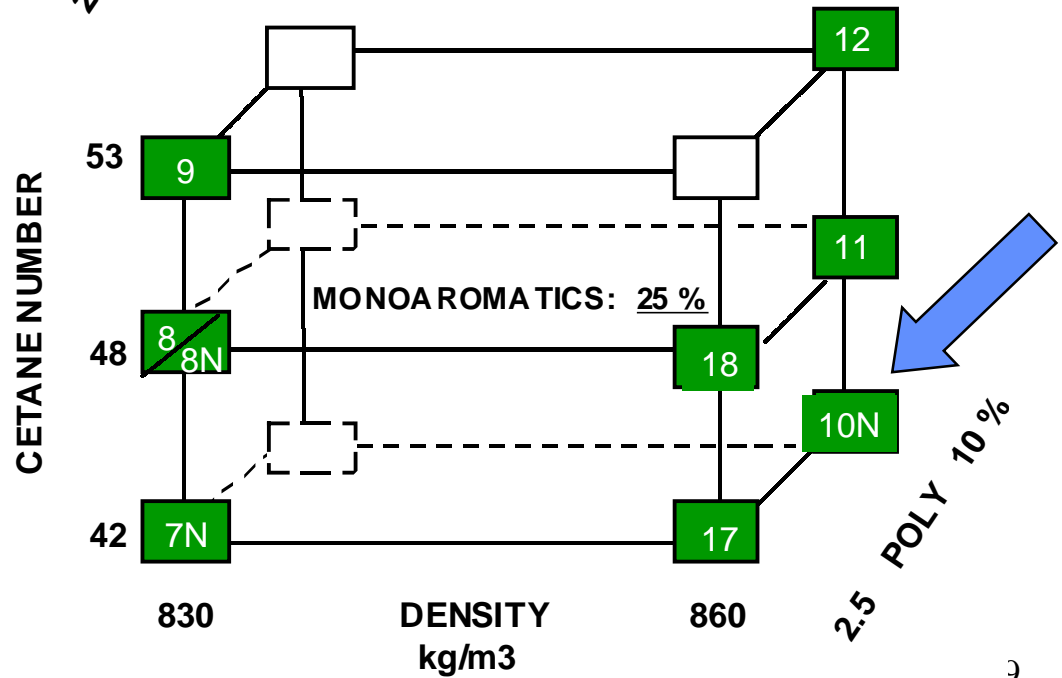 12
53
9
CETANE NUMBER
11
MONOAROMATICS: 25 %
8
8N
48
18
10N
42
7N
17
2.5 POLY 10 %
830
DENSITY
860
kg/m3